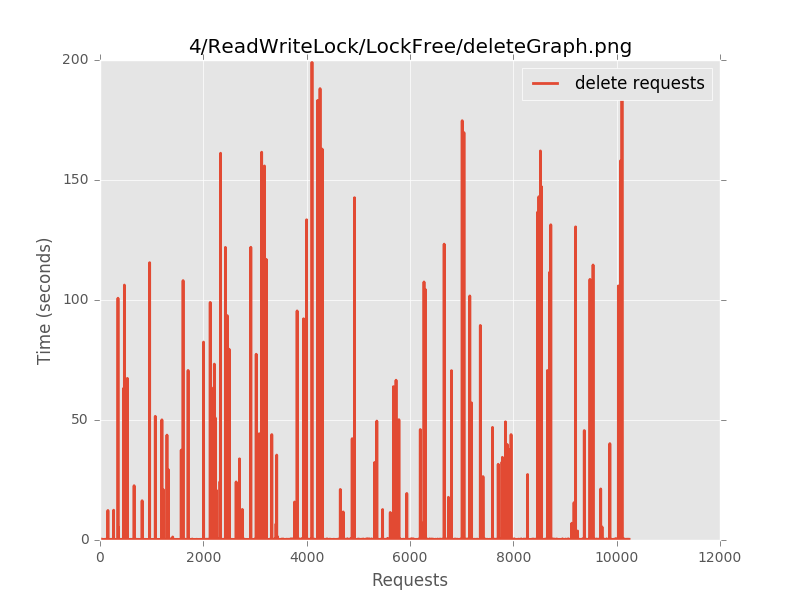 4/ReadWriteLock/LockFree/deleteGraph.png
delete requests
200
150
100
50
0
Time (seconds)
0 2000 4000 6000 8000 10000 12000
Requests